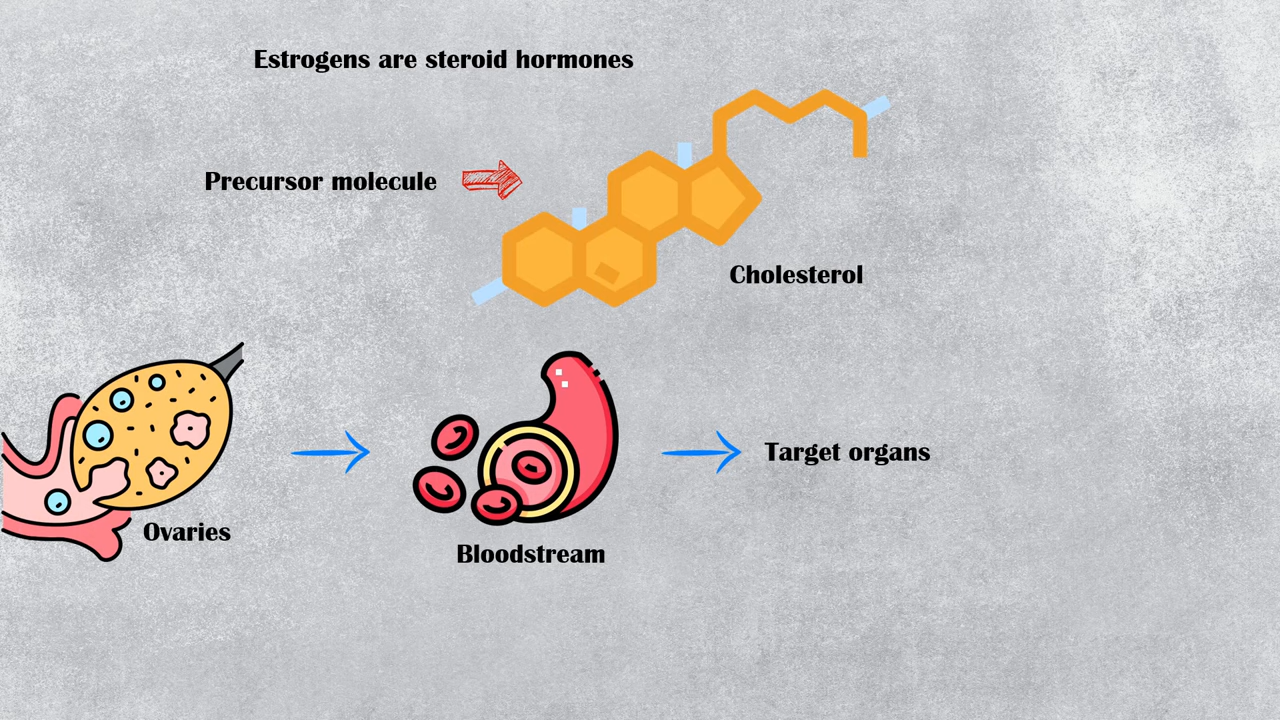 Estrogens are steroid hormones
Precursor molecule
Cholesterol
Target organs
Ovaries
Bloodstream